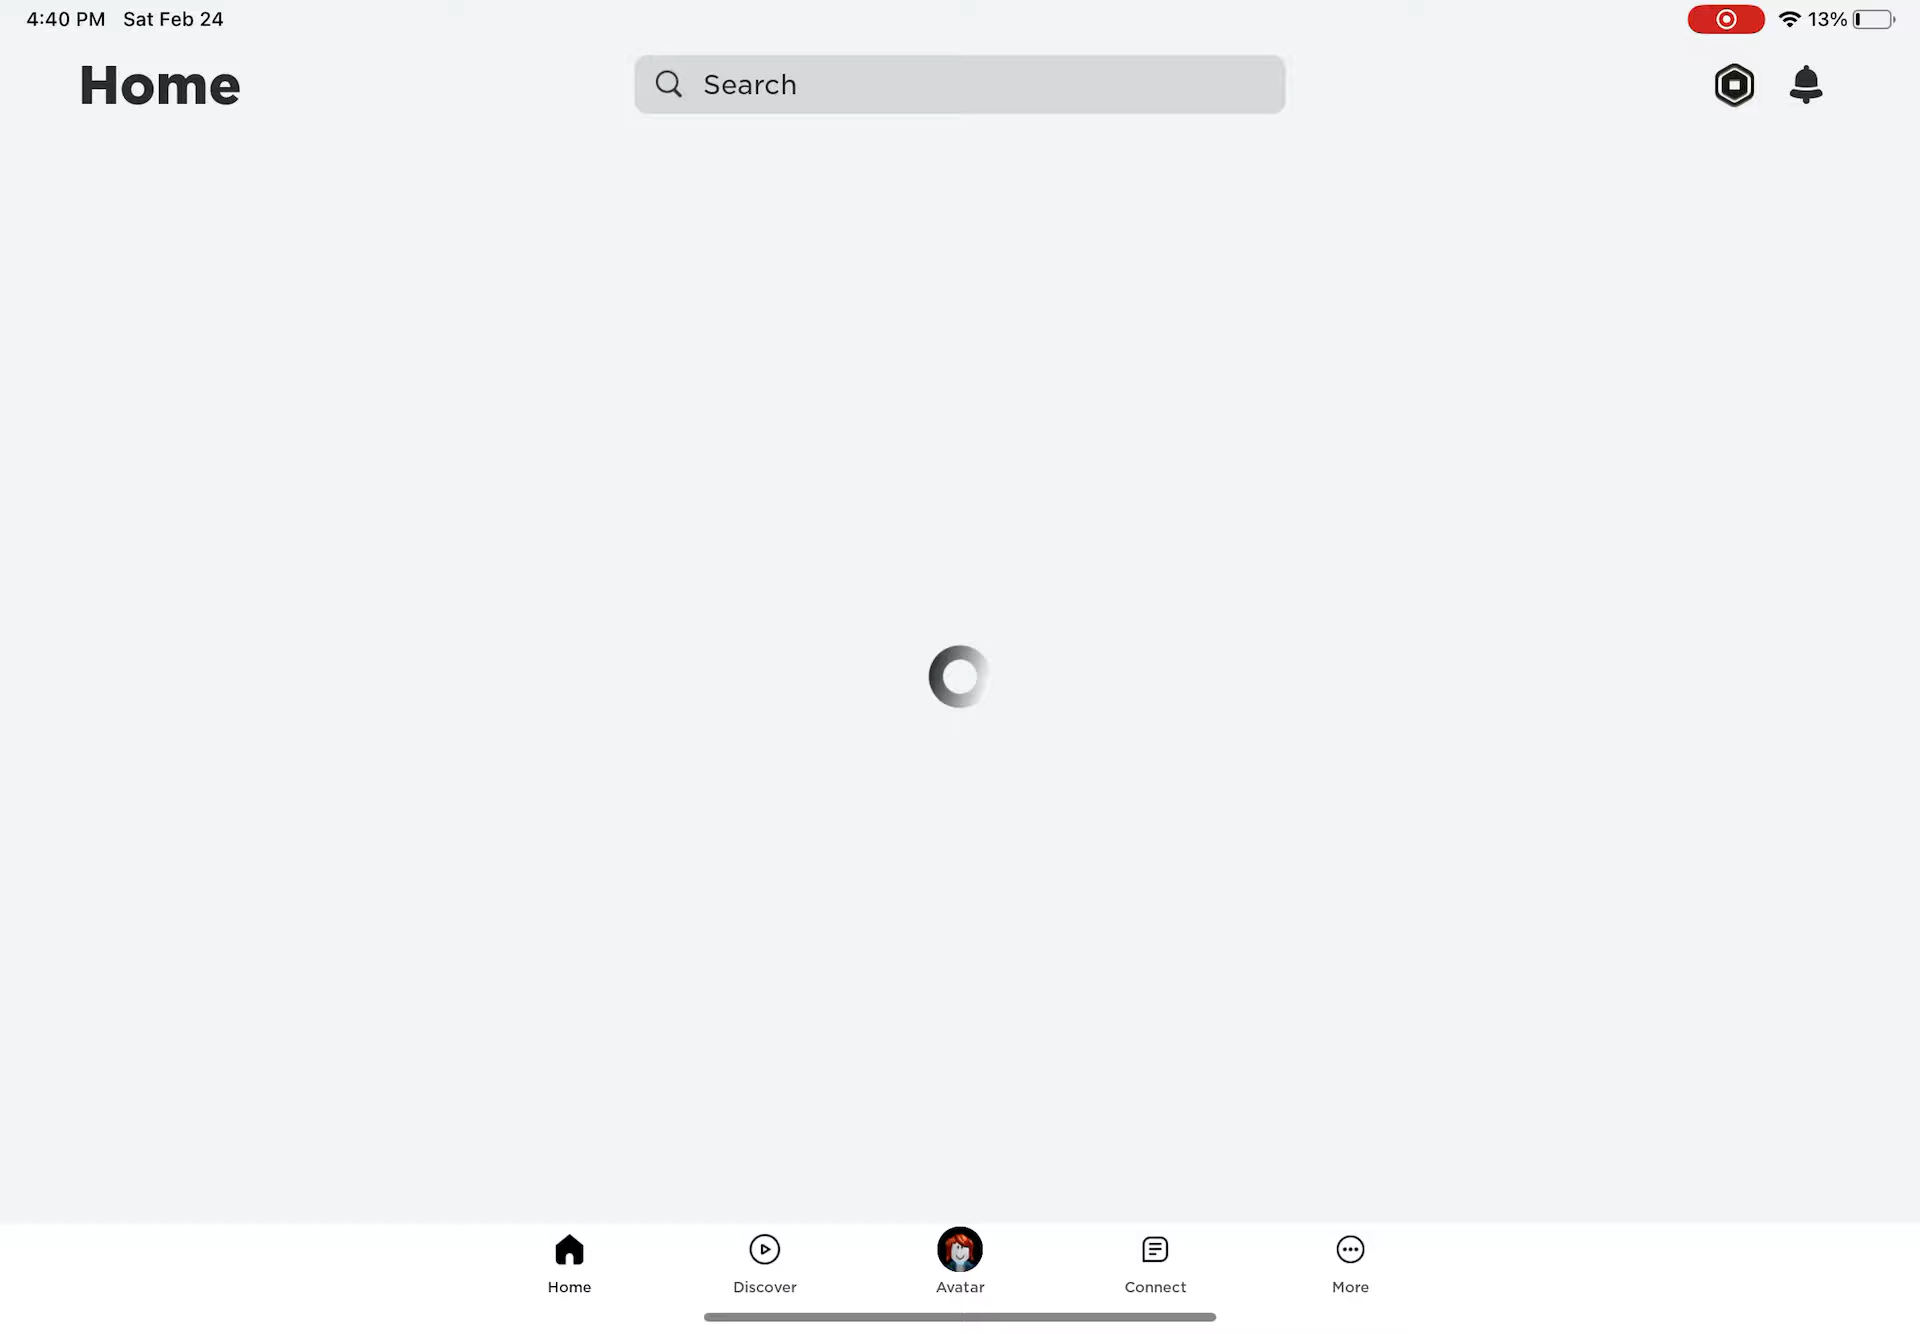 4:40 PM Sat Feb 24
13%
Home
Search
Home
Discover
Avatar
Connect
More